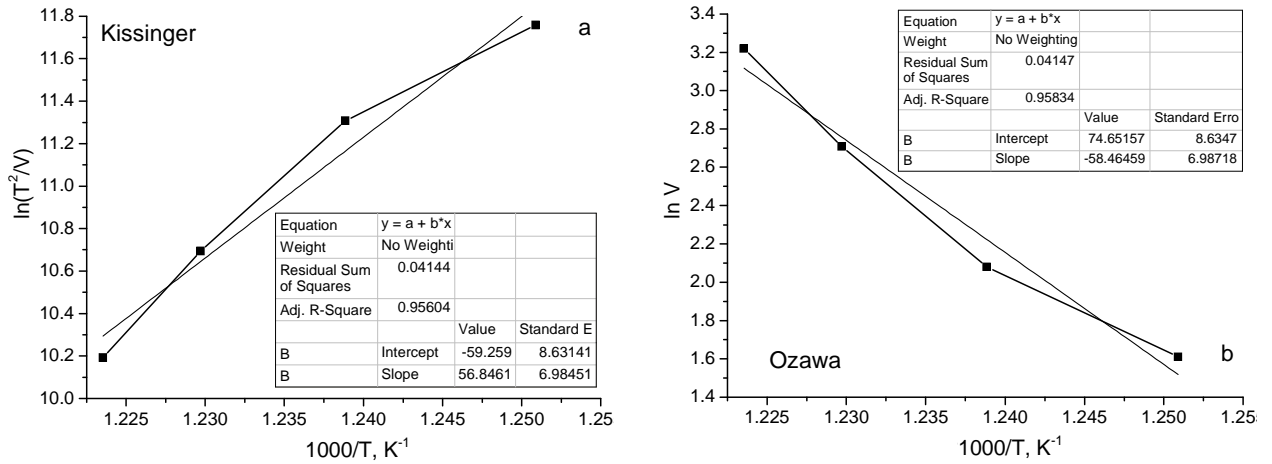 Kissinger
a
ln(T²/V)
11.8
11.6
11.4
11.2
11.0
10.8
10.6
10.4
10.2
10.0
Equation y = a + b*x
Weight No Weighti
Residual Sum of Squares 0.04144
Adj. R-Square 0.95604
Value Standard E
B Intercept -59.259 8.63141
B Slope 56.8461 6.98451
1.225 1.230 1.235 1.240 1.245 1.250 1.25
1000/T, K⁻¹
Ozawa
b
ln V
3.4
3.2
3.0
2.8
2.6
2.4
2.2
2.0
1.8
1.6
1.4
Equation y = a + b*x
Weight No Weighting
Residual Sum of Squares 0.04147
Adj. R-Square 0.95834
Value Standard Erro
B Intercept 74.65157 8.6347
B Slope -58.46459 6.98718
1.225 1.230 1.235 1.240 1.245 1.250 1.25
1000/T, K⁻¹